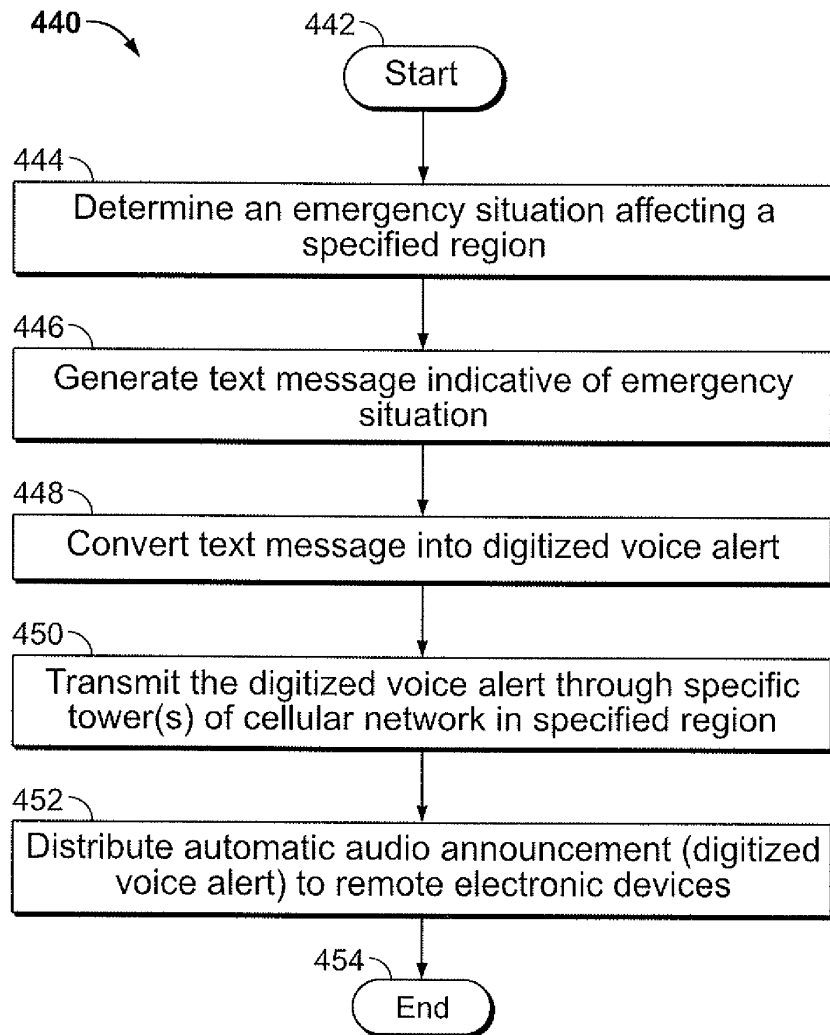 440
442
Start
444
Determine an emergency situation affecting a
specified region
446
Generate text message indicative of emergency
situation
448
Convert text message into digitized voice alert
450
Transmit the digitized voice alert through specific
tower(s) of cellular network in specified region
452
Distribute automatic audio announcement (digitized
voice alert) to remote electronic devices
454
End